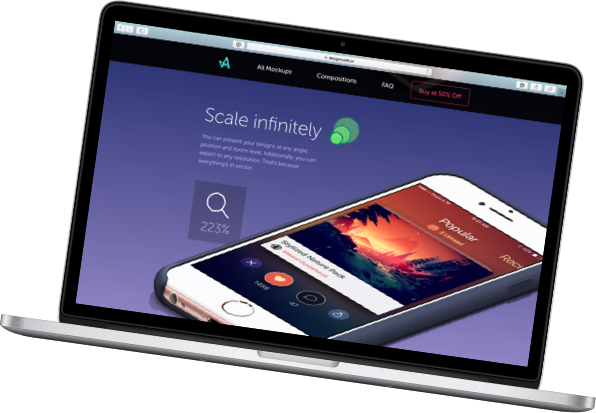 All Mockups
Compositions
FAQ
Buy at 50% Off
Scale infinitely
You can present your designs at any angle,
position and zoom level. Additionally, you can
export to any resolution. That's because
everything's in vector.
223%
Popular
Stylized Nature Pack
47